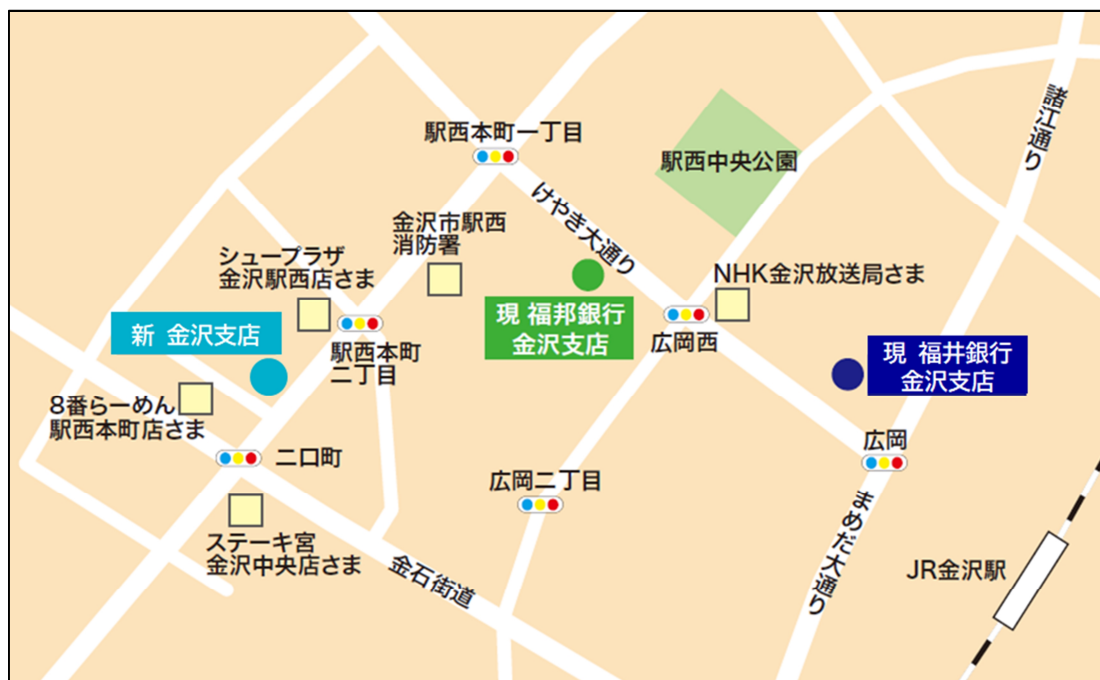 駅西本町一丁目
けやき大通り
駅西中央公園
諸江通り
金沢市駅西
消防署
シュープラザ
金沢駅西店さま
NHK金沢放送局さま
現 福邦銀行
金沢支店
新 金沢支店
広岡西
駅西本町
二丁目
現 福井銀行
金沢支店
8番らーめん
駅西本町店さま
二口町
広岡
広岡二丁目
ステーキ宮
金沢中央店さま
金石街道
まめだ大通り
JR金沢駅